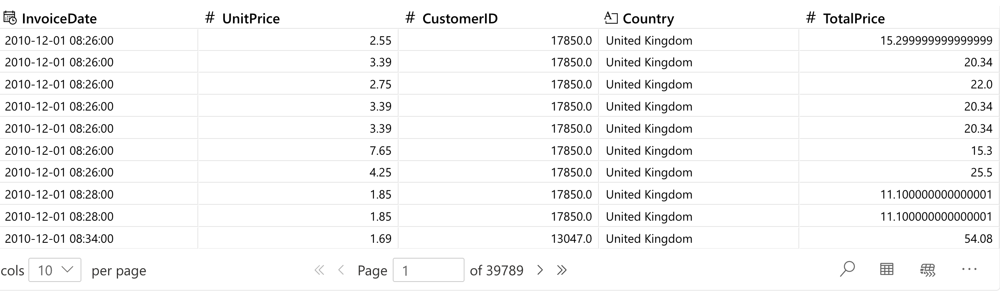 InvoiceDate # UnitPrice # CustomerID Country # TotalPrice
2010-12-01 08:26:00 2.55 17850.0 United Kingdom 15.299999999999999
2010-12-01 08:26:00 3.39 17850.0 United Kingdom 20.34
2010-12-01 08:26:00 2.75 17850.0 United Kingdom 22.0
2010-12-01 08:26:00 3.39 17850.0 United Kingdom 20.34
2010-12-01 08:26:00 3.39 17850.0 United Kingdom 20.34
2010-12-01 08:26:00 7.65 17850.0 United Kingdom 15.3
2010-12-01 08:26:00 4.25 17850.0 United Kingdom 25.5
2010-12-01 08:28:00 1.85 17850.0 United Kingdom 11.100000000000001
2010-12-01 08:28:00 1.85 17850.0 United Kingdom 11.100000000000001
2010-12-01 08:34:00 1.69 13047.0 United Kingdom 54.08
cols 10 per page Page 1 of 39789